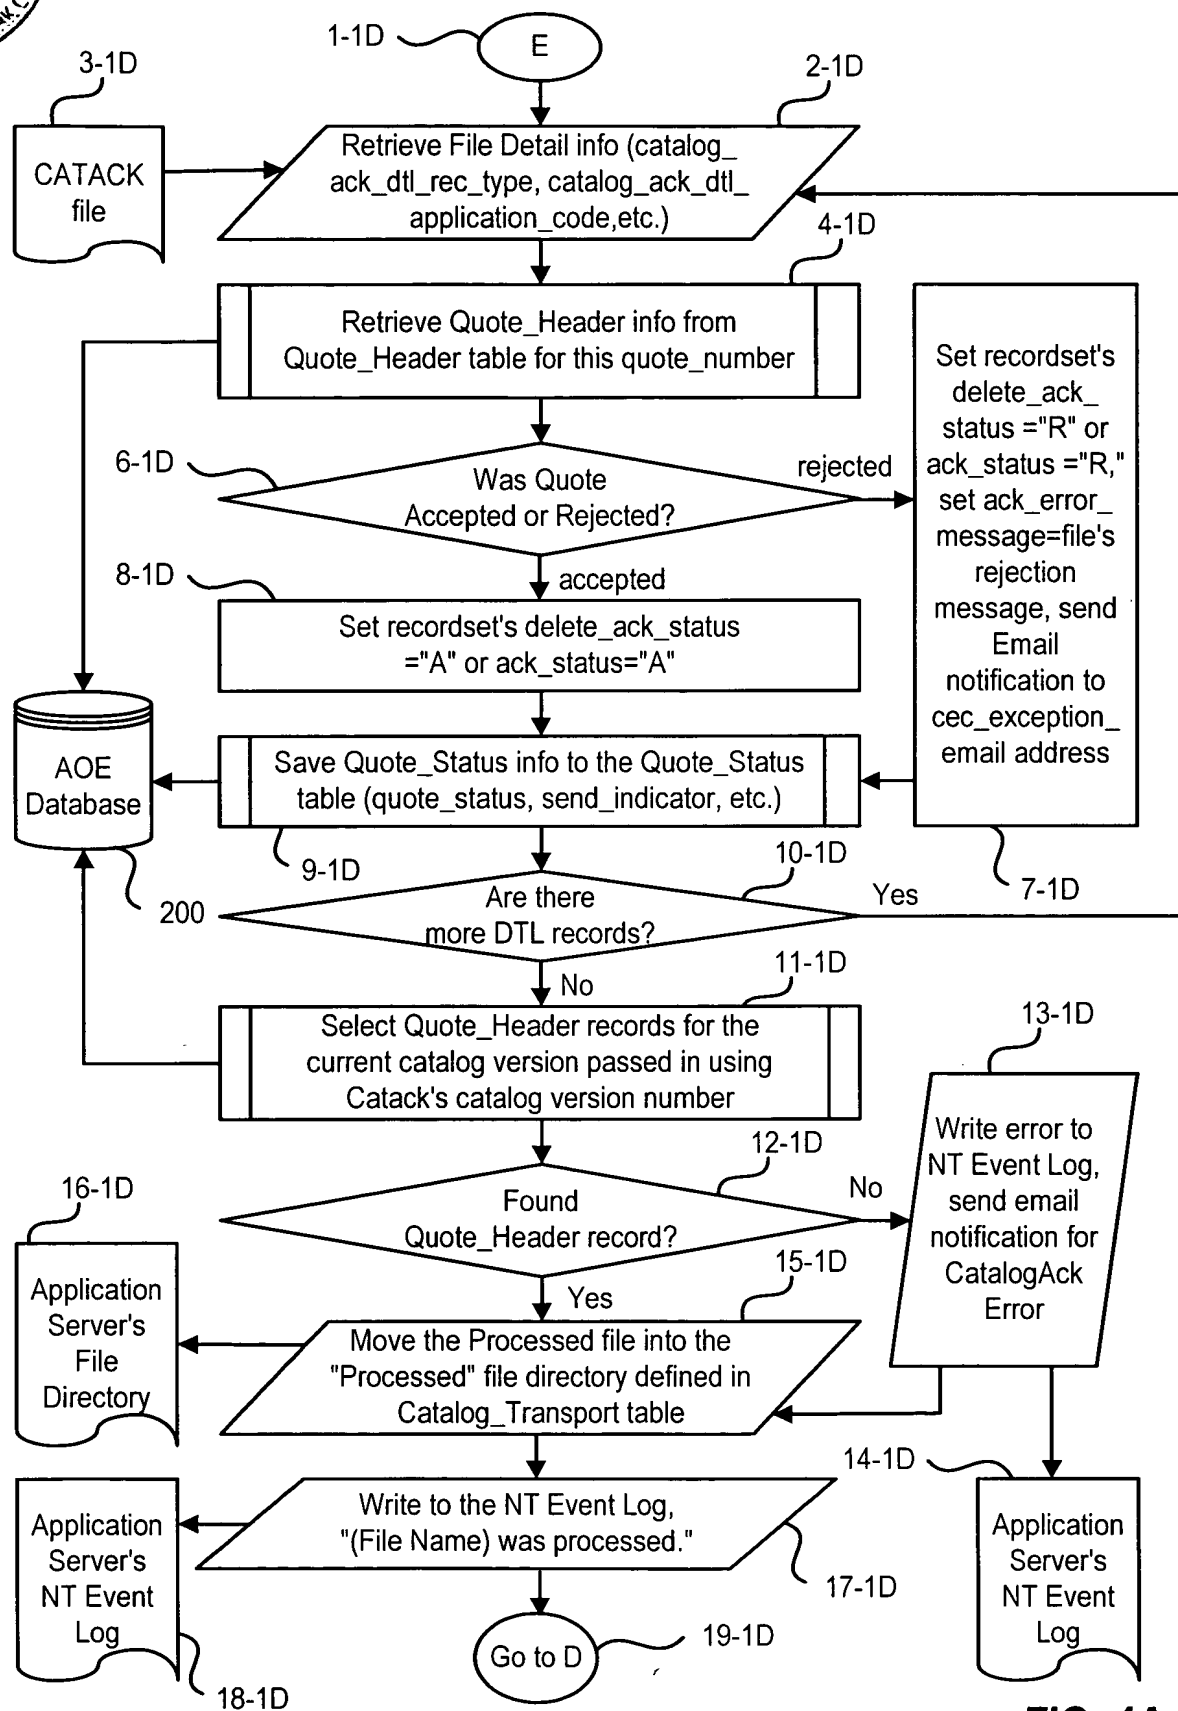 1-1D
E
3-1D
2-1D
CATACK
file
Retrieve File Detail info (catalog_
ack_dtl_rec_type, catalog_ack_dtl_
application_code,etc.)
4-1D
Retrieve Quote_Header info from
Quote_Header table for this quote_number
Set recordset's
delete_ack_
status ="R" or
ack_status ="R,"
set ack_error_
message=file's
rejection
message, send
Email
notification to
cec_exception_
email address
6-1D
rejected
Was Quote
Accepted or Rejected?
8-1D
accepted
Set recordset's delete_ack_status
="A" or ack_status="A"
AOE
Database
Save Quote_Status info to the Quote_Status
table (quote_status, send_indicator, etc.)
9-1D
10-1D
7-1D
200
Yes
Are there
more DTL records?
No
11-1D
Select Quote_Header records for the
current catalog version passed in using
Catack's catalog version number
13-1D
Write error to
NT Event Log,
send email
notification for
CatalogAck
Error
12-1D
No
16-1D
Found
Quote_Header record?
15-1D
Yes
Application
Server's
File
Directory
Move the Processed file into the
"Processed" file directory defined in
Catalog_Transport table
14-1D
Application
Server's
NT Event
Log
Write to the NT Event Log,
"(File Name) was processed."
Application
Server's
NT Event
Log
17-1D
Go to D
19-1D
18-1D